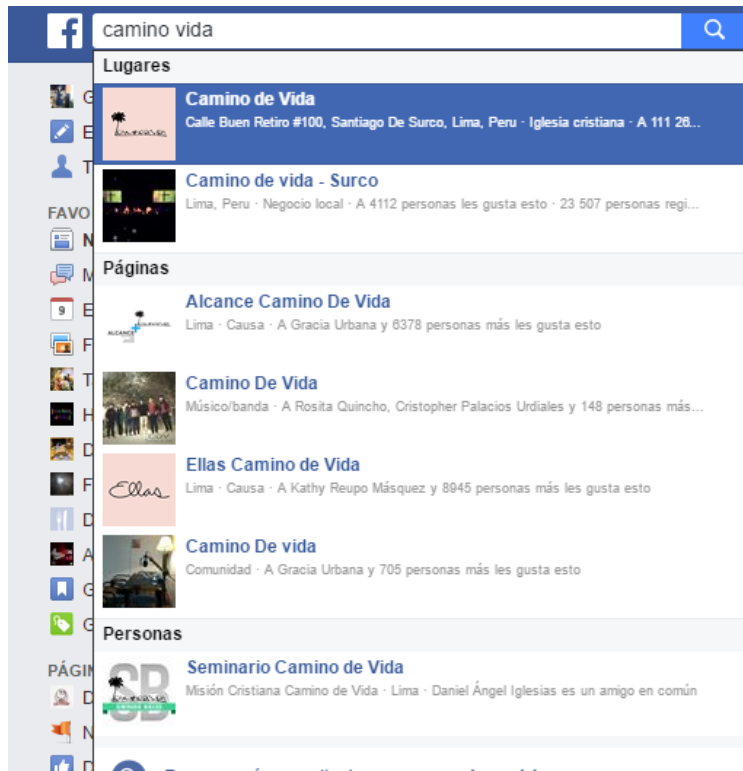 camino vida
Lugares
Camino de Vida
Calle Buen Retiro #100, Santiago De Surco, Lima, Peru · Iglesia cristiana · A 111 26...
Camino de vida - Surco
Lima, Peru · Negocio local · A 4112 personas les gusta esto · 23 507 personas regi...
FAVO
Páginas
Alcance Camino De Vida
Lima · Causa · A Gracia Urbana y 6378 personas más les gusta esto
Camino De Vida
Músico/banda · A Rosita Quincho, Cristopher Palacios Urdiales y 148 personas más...
Ellas Camino de Vida
Ellas
Lima · Causa · A Kathy Reupo Másquez y 8945 personas más les gusta esto
Camino De vida
Comunidad · A Gracia Urbana y 705 personas más les gusta esto
Personas
PÁGIN
Seminario Camino de Vida
Misión Cristiana Camino de Vida · Lima · Daniel Ángel Iglesias es un amigo en común